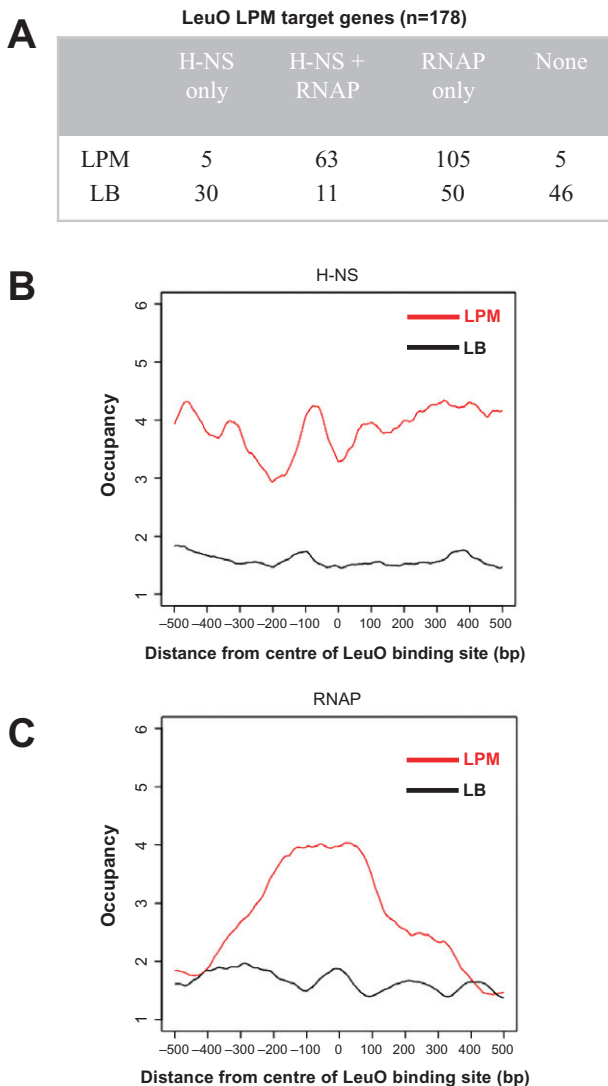 LeuO LPM target genes (n=178)
A
H-NS only
H-NS + RNAP
RNAP only
None
LPM 5 63 105 5
LB 30 11 50 46
B
H-NS
6
5
4
3
2
1
Occupancy
LPM
LB
–500 –400 –300 –200 –100 0 100 200 300 400 500
Distance from centre of LeuO binding site (bp)
C
RNAP
6
5
4
3
2
1
Occupancy
LPM
LB
–500 –400 –300 –200 –100 0 100 200 300 400 500
Distance from centre of LeuO binding site (bp)